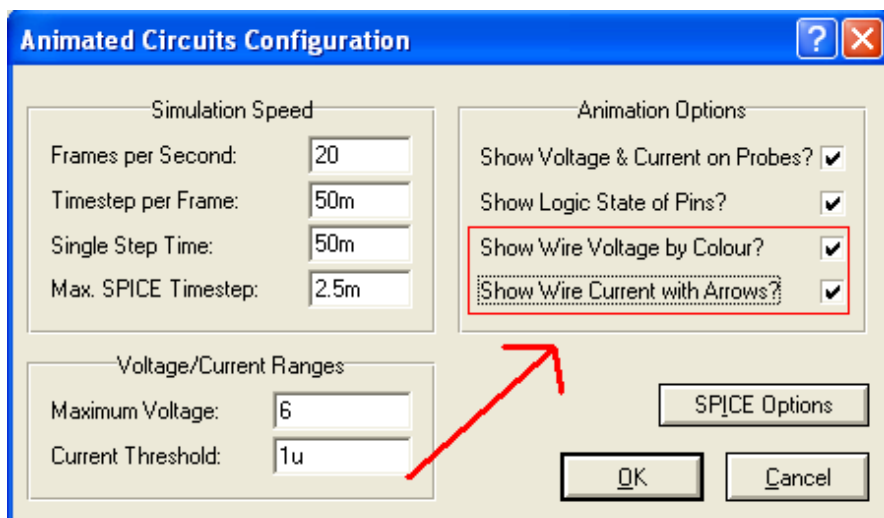 Animated Circuits Configuration
Simulation Speed
Frames per Second: 20
Timestep per Frame: 50m
Single Step Time: 50m
Max. SPICE Timestep: 2.5m
Voltage/Current Ranges
Maximum Voltage: 6
Current Threshold: 1u
Animation Options
Show Voltage & Current on Probes?
Show Logic State of Pins?
Show Wire Voltage by Colour?
Show Wire Current with Arrows?
SPICE Options
OK
Cancel